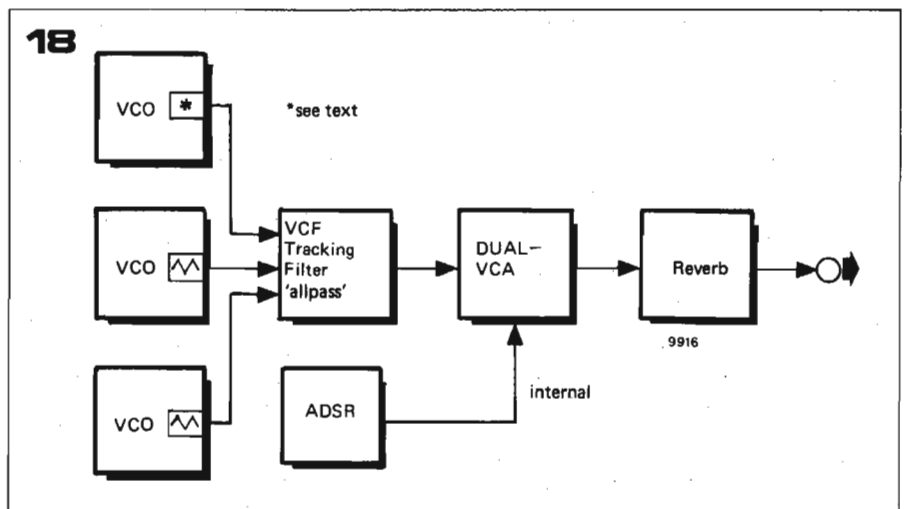 18
VCO *
*see text
VCO
VCF
Tracking
Filter
'allpass'
DUAL-
VCA
Reverb
9916
internal
ADSR
VCO